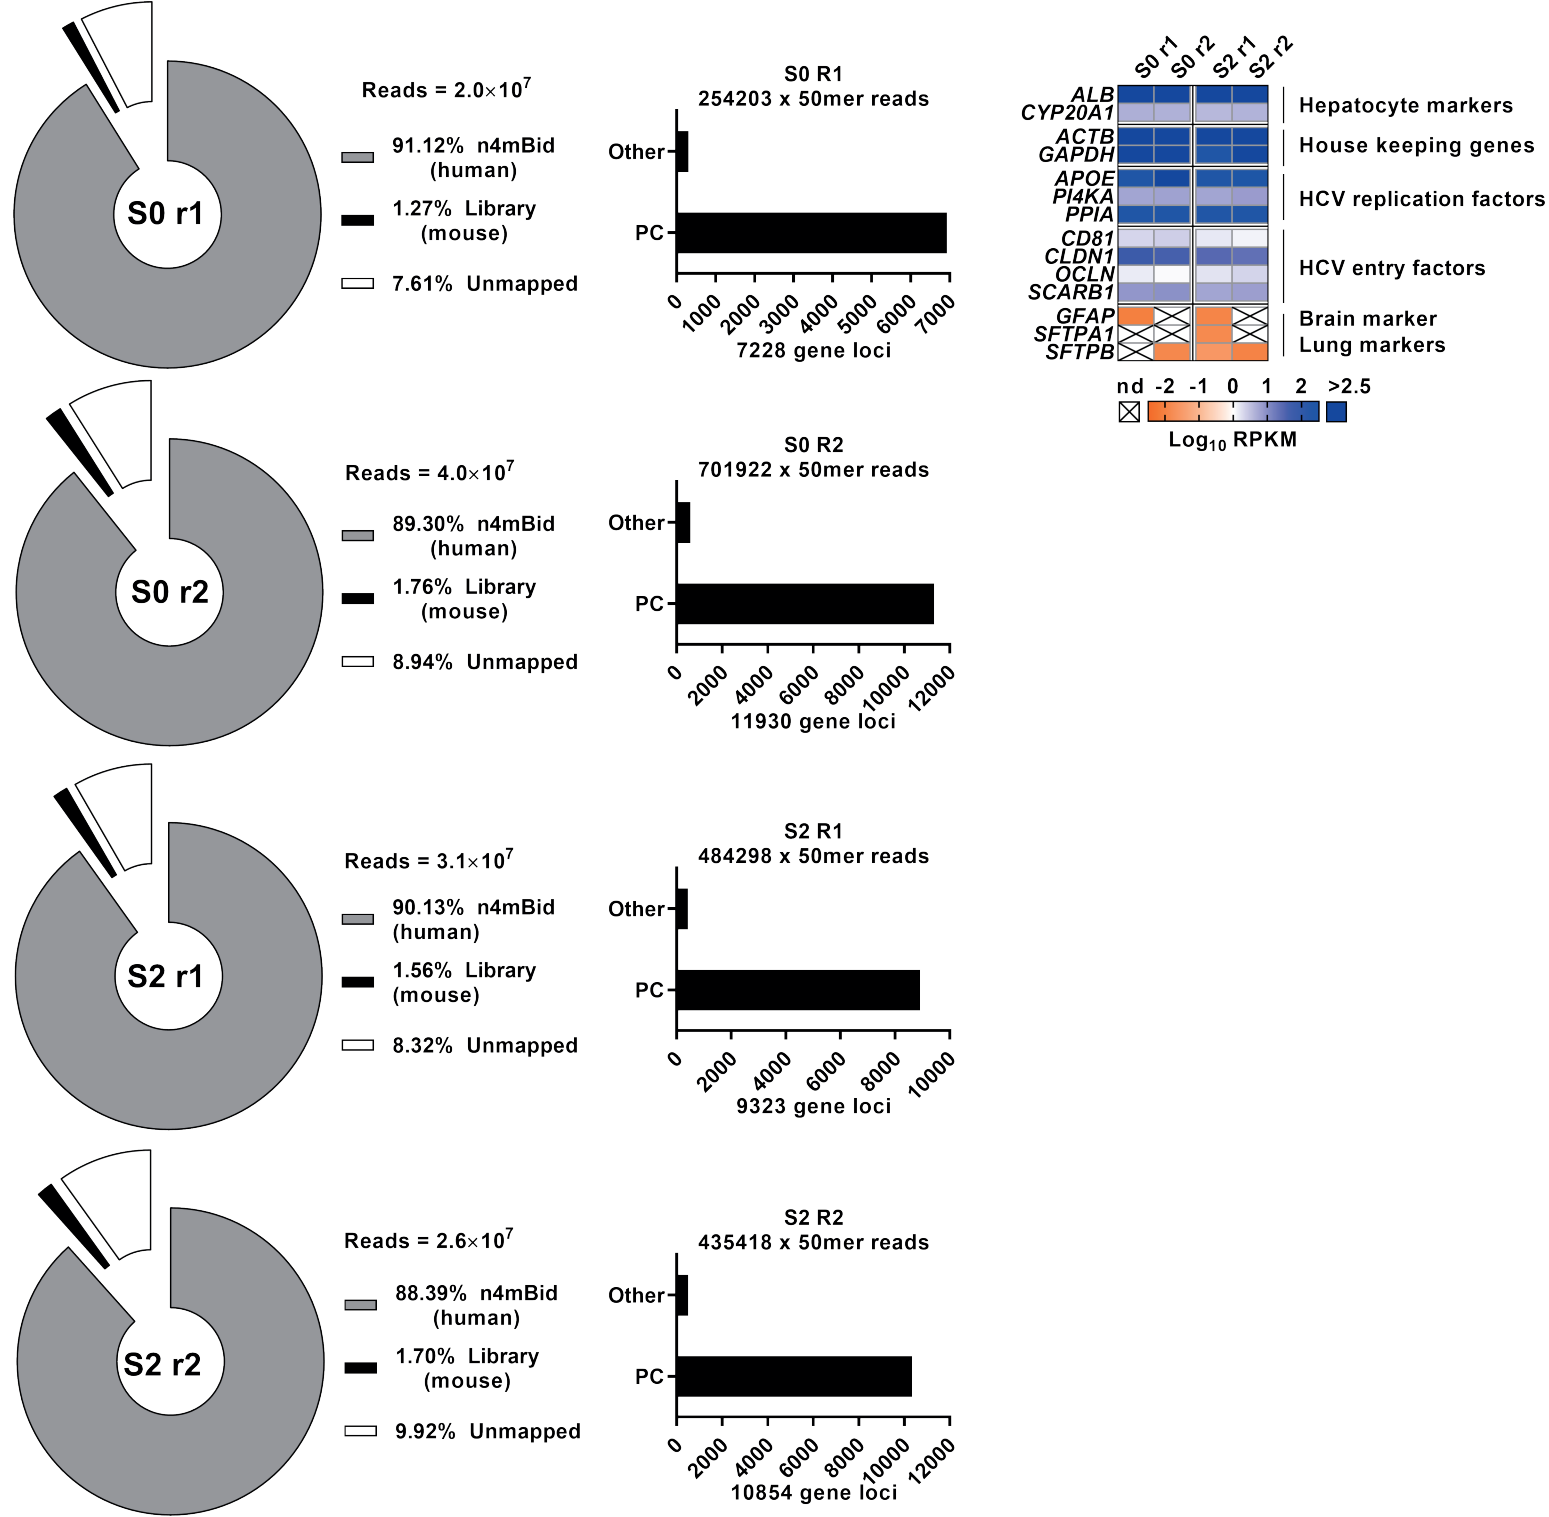 S0 r1
Reads = 2.0×10⁷
91.12% n4mBid
(human)
1.27% Library
(mouse)
7.61% Unmapped
S0 R1
254203 x 50mer reads
Other
PC
0 1000 2000 3000 4000 5000 6000 7000
7228 gene loci
S0 r2
Reads = 4.0×10⁷
89.30% n4mBid
(human)
1.76% Library
(mouse)
8.94% Unmapped
S0 R2
701922 x 50mer reads
Other
PC
0 2000 4000 6000 8000 10000 12000
11930 gene loci
S2 r1
Reads = 3.1×10⁷
90.13% n4mBid
(human)
1.56% Library
(mouse)
8.32% Unmapped
S2 R1
484298 x 50mer reads
Other
PC
0 2000 4000 6000 8000 10000
9323 gene loci
S2 r2
Reads = 2.6×10⁷
88.39% n4mBid
(human)
1.70% Library
(mouse)
9.92% Unmapped
S2 R2
435418 x 50mer reads
Other
PC
0 2000 4000 6000 8000 10000 12000
10854 gene loci
S0 r1 S0 r2 S2 r1 S2 r2
ALB
CYP20A1
Hepatocyte markers
ACTB
GAPDH
House keeping genes
APOE
PI4KA
PPIA
HCV replication factors
CD81
CLDN1
OCLN
SCARB1
HCV entry factors
GFAP
Brain marker
SFTPA1
SFTPB
Lung markers
nd -2 -1 0 1 2 >2.5
Log₁₀ RPKM